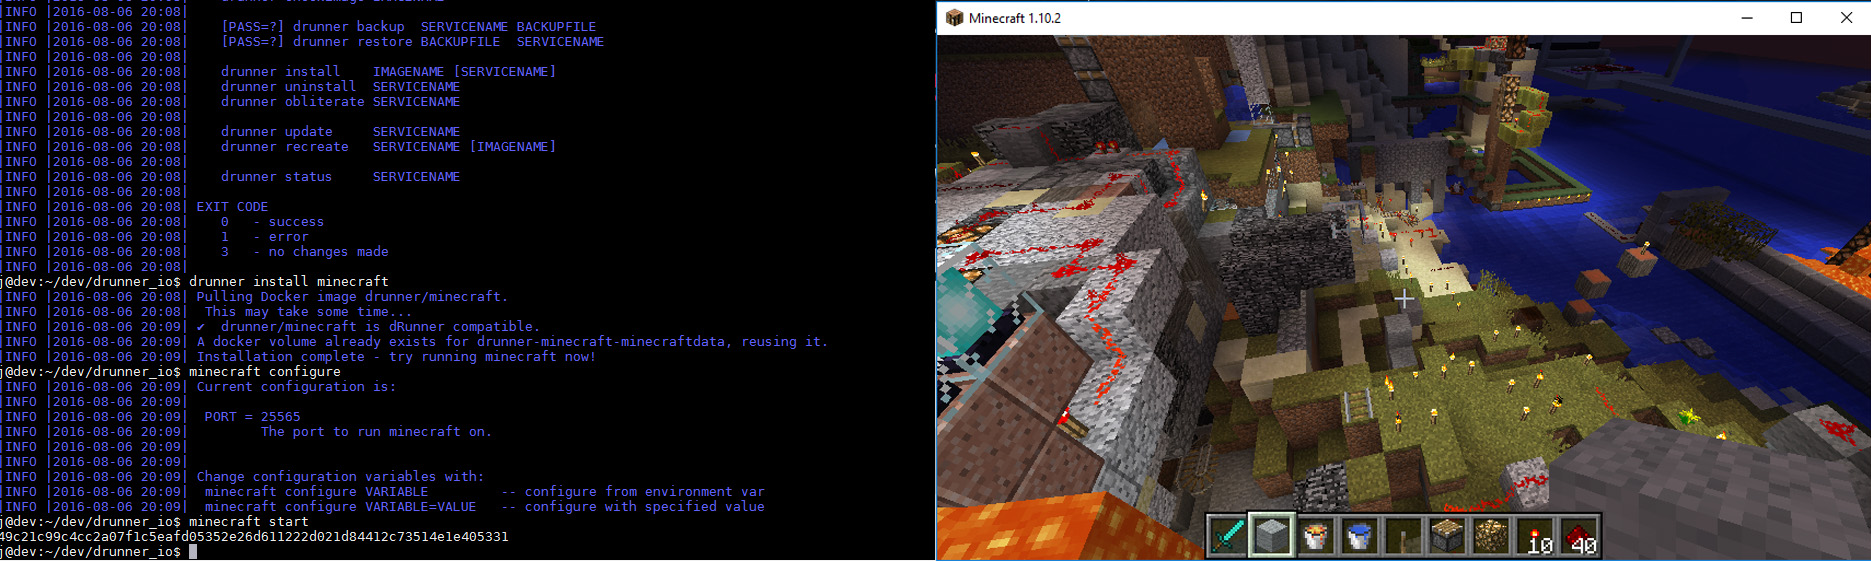 |INFO |2016-08-06 20:08|
|INFO |2016-08-06 20:08|
|INFO |2016-08-06 20:08|    [PASS=?] drunner backup  SERVICENAME BACKUPFILE
|INFO |2016-08-06 20:08|    [PASS=?] drunner restore BACKUPFILE  SERVICENAME
|INFO |2016-08-06 20:08|
|INFO |2016-08-06 20:08|    drunner install    IMAGENAME [SERVICENAME]
|INFO |2016-08-06 20:08|    drunner uninstall  SERVICENAME
|INFO |2016-08-06 20:08|    drunner obliterate SERVICENAME
|INFO |2016-08-06 20:08|
|INFO |2016-08-06 20:08|    drunner update     SERVICENAME
|INFO |2016-08-06 20:08|    drunner recreate   SERVICENAME [IMAGENAME]
|INFO |2016-08-06 20:08|
|INFO |2016-08-06 20:08|    drunner status     SERVICENAME
|INFO |2016-08-06 20:08|
|INFO |2016-08-06 20:08| EXIT CODE
|INFO |2016-08-06 20:08|    0   - success
|INFO |2016-08-06 20:08|    1   - error
|INFO |2016-08-06 20:08|    3   - no changes made
|INFO |2016-08-06 20:08|
j@dev:~/dev/drunner_io$ drunner install minecraft
|INFO |2016-08-06 20:08| Pulling Docker image drunner/minecraft.
|INFO |2016-08-06 20:08|  This may take some time...
|INFO |2016-08-06 20:09| ✔  drunner/minecraft is dRunner compatible.
|INFO |2016-08-06 20:09| A docker volume already exists for drunner-minecraft-minecraftdata, reusing it.
|INFO |2016-08-06 20:09| Installation complete - try running minecraft now!
j@dev:~/dev/drunner_io$ minecraft configure
|INFO |2016-08-06 20:09| Current configuration is:
|INFO |2016-08-06 20:09|
|INFO |2016-08-06 20:09|  PORT = 25565
|INFO |2016-08-06 20:09|         The port to run minecraft on.
|INFO |2016-08-06 20:09|
|INFO |2016-08-06 20:09|
|INFO |2016-08-06 20:09| Change configuration variables with:
|INFO |2016-08-06 20:09|  minecraft configure VARIABLE         -- configure from environment var
|INFO |2016-08-06 20:09|  minecraft configure VARIABLE=VALUE   -- configure with specified value
j@dev:~/dev/drunner_io$ minecraft start
49c21c99c4cc2a07f1c5eafd05352e26d611222d021d84412c73514e1e405331
j@dev:~/dev/drunner_io$
Minecraft 1.10.2
10
40